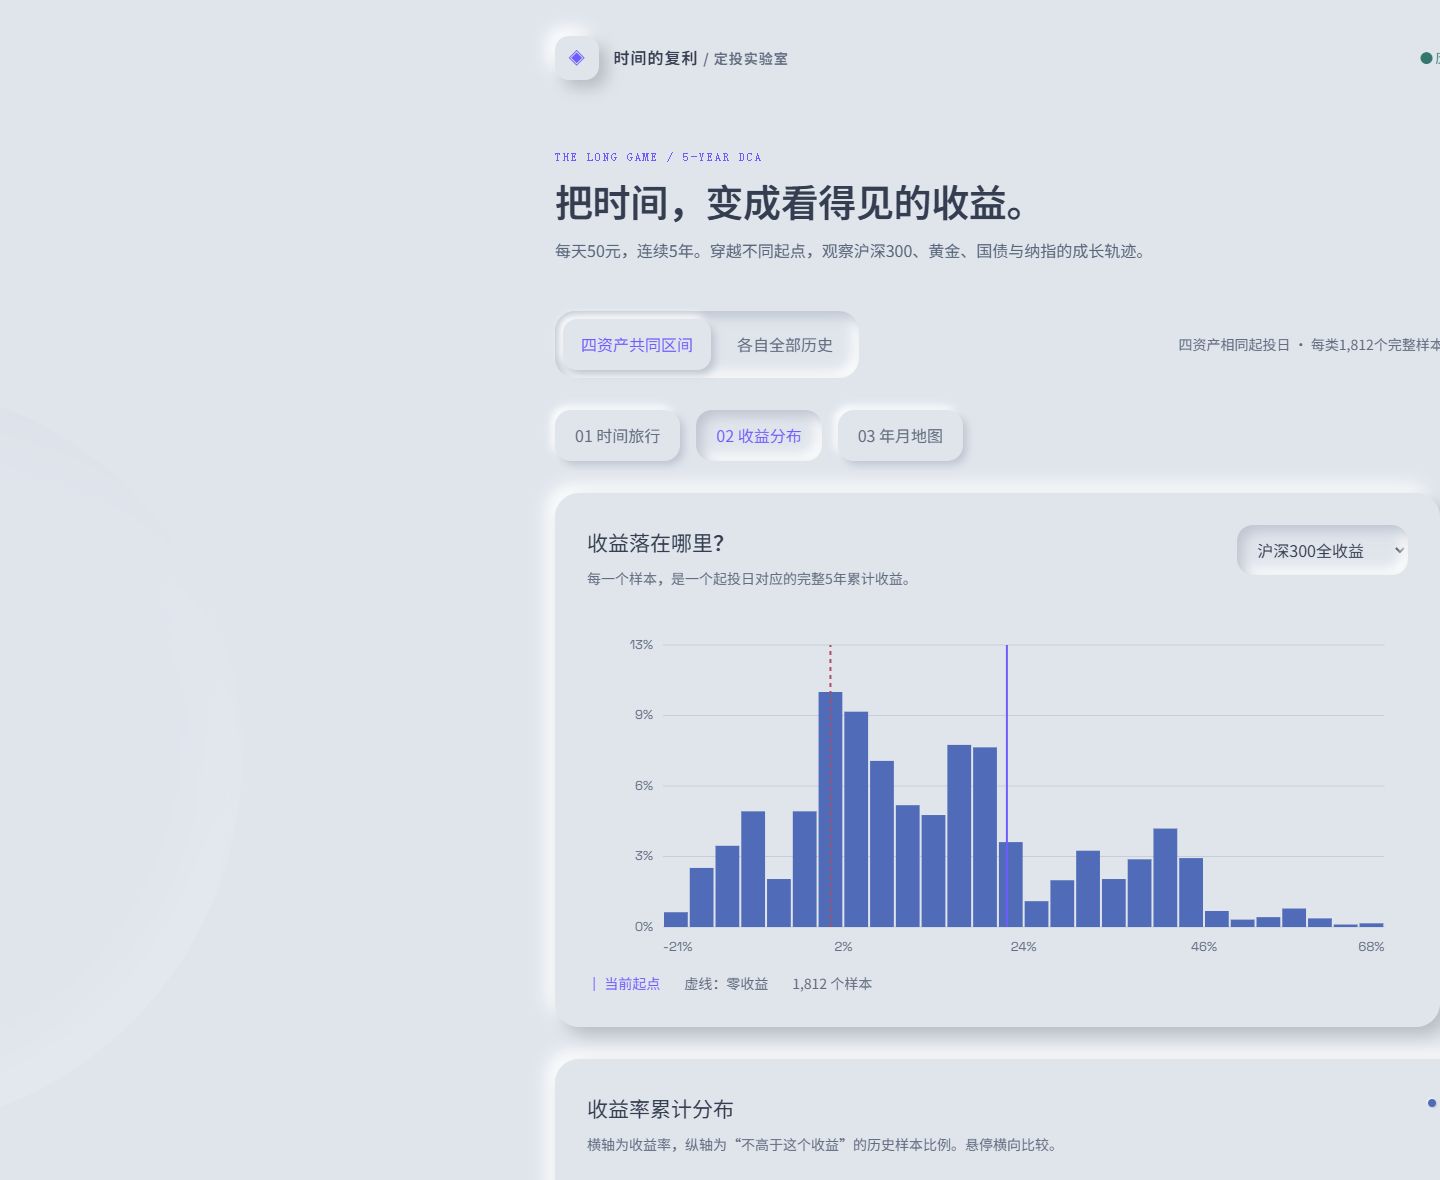 ◈ 时间的复利 / 定投实验室
THE LONG GAME / 5-YEAR DCA
把时间，变成看得见的收益。
每天50元，连续5年。穿越不同起点，观察沪深300、黄金、国债与纳指的成长轨迹。
四资产共同区间 各自全部历史 四资产相同起投日 · 每类1,812个完整样本
01 时间旅行 02 收益分布 03 年月地图
收益落在哪里？ 沪深300全收益
每一个样本，是一个起投日对应的完整5年累计收益。
13%
9%
6%
3%
0%
-21% 2% 24% 46% 68%
| 当前起点 虚线：零收益 1,812 个样本
收益率累计分布
横轴为收益率，纵轴为“不高于这个收益”的历史样本比例。悬停横向比较。